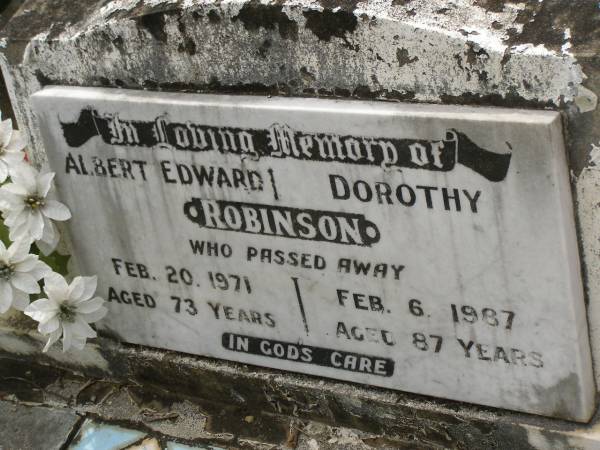 In Loving Memory of
ALBERT EDWARD DOROTHY
ROBINSON
WHO PASSED AWAY
FEB. 20. 1971 FEB. 6. 1987
AGED 73 YEARS AGED 87 YEARS
IN GODS CARE